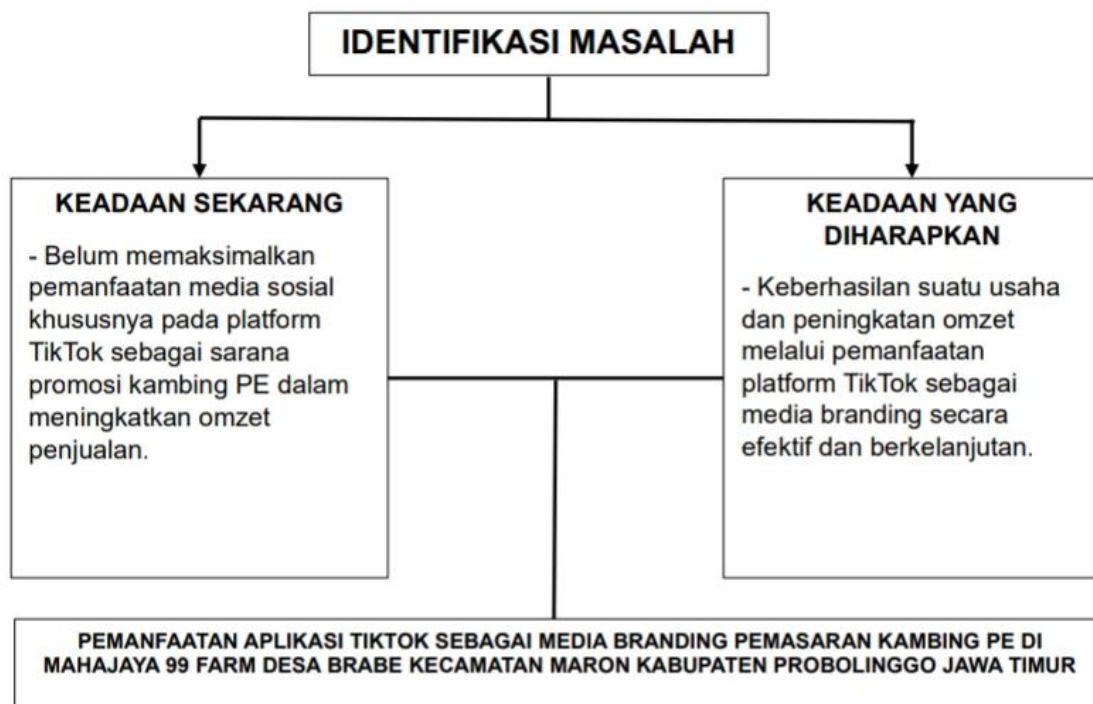 IDENTIFIKASI MASALAH
KEADAAN SEKARANG
- Belum memaksimalkan
pemanfaatan media sosial
khususnya pada platform
TikTok sebagai sarana
promosi kambing PE dalam
meningkatkan omzet
penjualan.
KEADAAN YANG
DIHARAPKAN
- Keberhasilan suatu usaha
dan peningkatan omzet
melalui pemanfaatan
platform TikTok sebagai
media branding secara
efektif dan berkelanjutan.
PEMANFAATAN APLIKASI TIKTOK SEBAGAI MEDIA BRANDING PEMASARAN KAMBING PE DI
MAHAJAYA 99 FARM DESA BRABE KECAMATAN MARON KABUPATEN PROBOLINGGO JAWA TIMUR